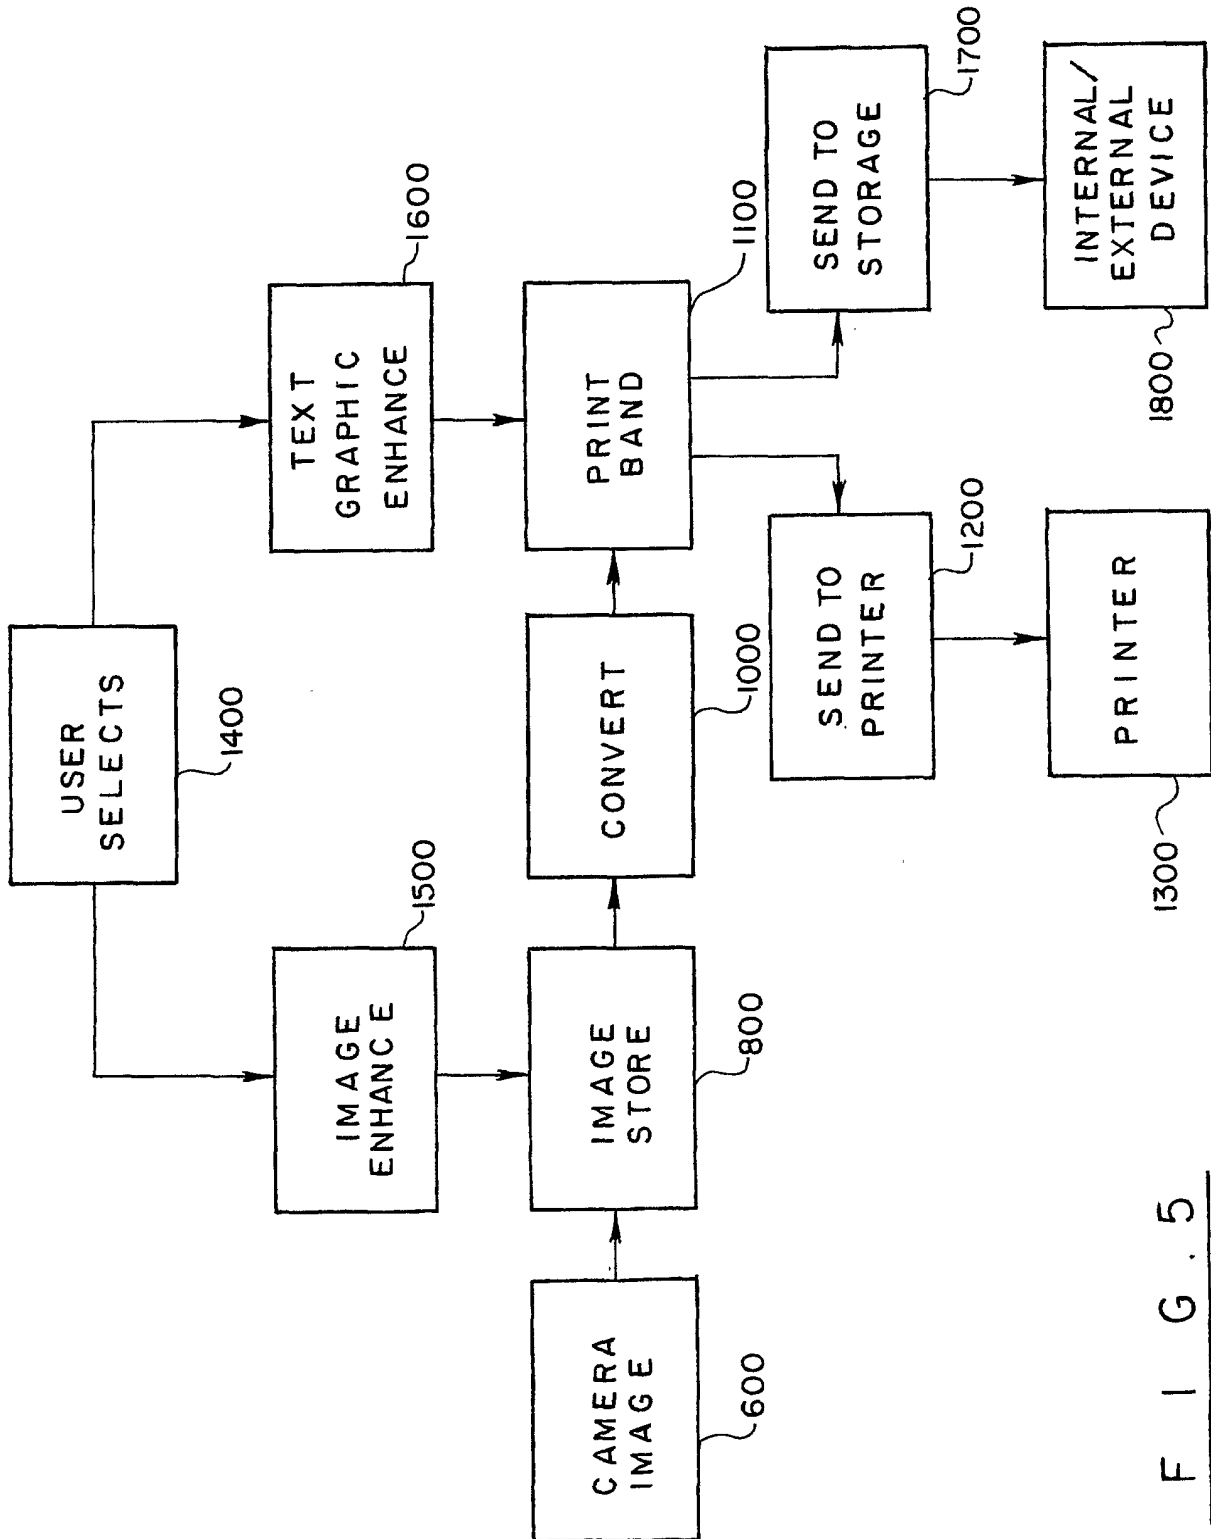 USER
SELECTS
1400
IMAGE
ENHANCE
1500
TEXT
GRAPHIC
ENHANCE
1600
CAMERA
IMAGE
600
IMAGE
STORE
800
CONVERT
1000
PRINT
BAND
1100
SEND TO
PRINTER
1200
SEND TO
STORAGE
1700
PRINTER
1300
INTERNAL/
EXTERNAL
DEVICE
1800
FIG. 5